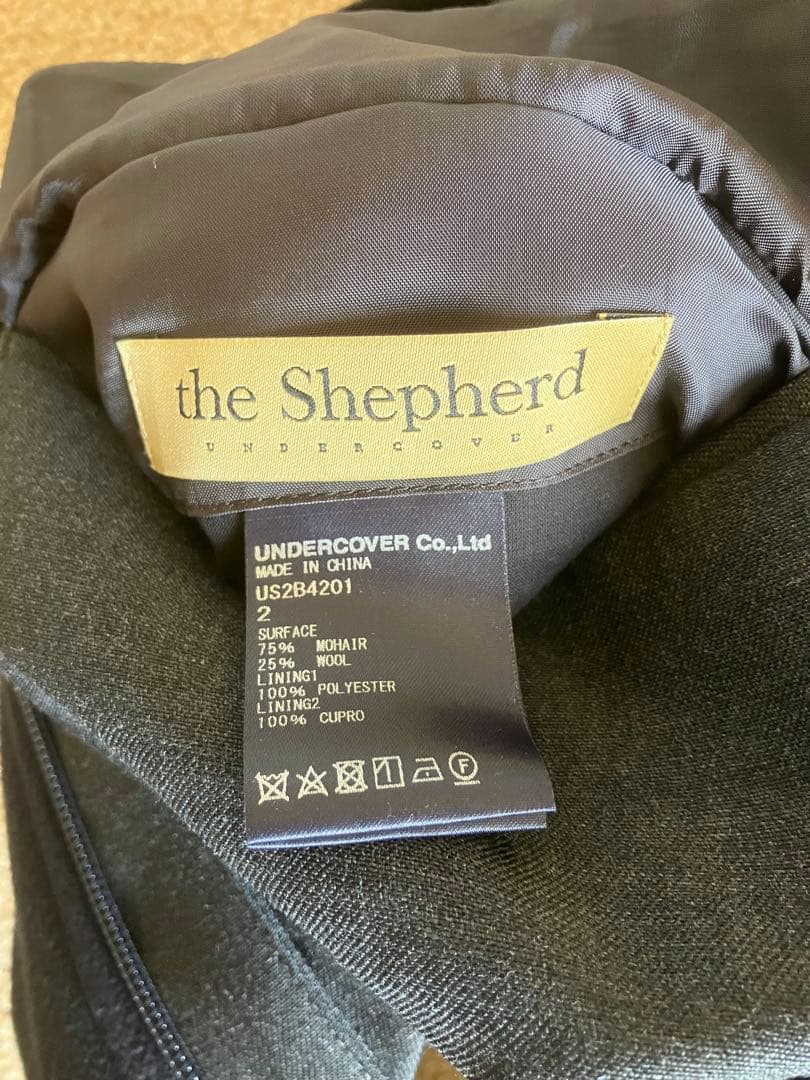 the Shepherd
UNDERCOVER
UNDERCOVER Co.,Ltd
MADE IN CHINA
US2B4201
2
SURFACE
75% MOHAIR
25% WOOL
LINING1
100% POLYESTER
LINING2
100% CUPRO
F